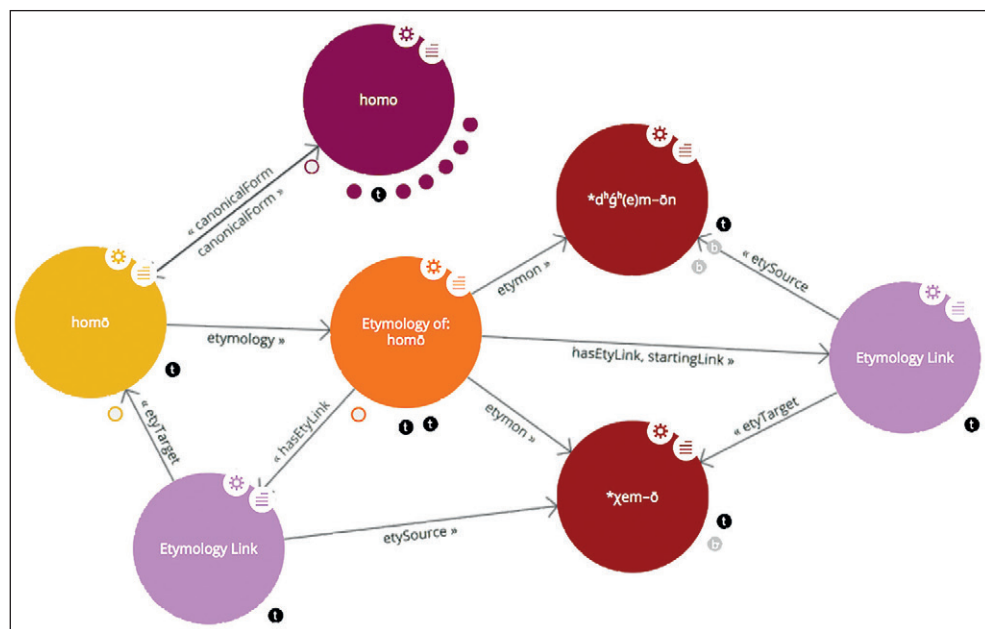 homo
« canonicalForm
canonicalForm »
*dʰǵʰ(e)m–ōn
t
b
b
etymon »
« etySource
homō
Etymology of:
homō
etymology »
t
hasEtyLink, startingLink »
Etymology Link
t
t
t
« etyTarget
« hasEtyLink
etymon »
« etyTarget
*χem–ō
Etymology Link
etySource »
t
b
t
t